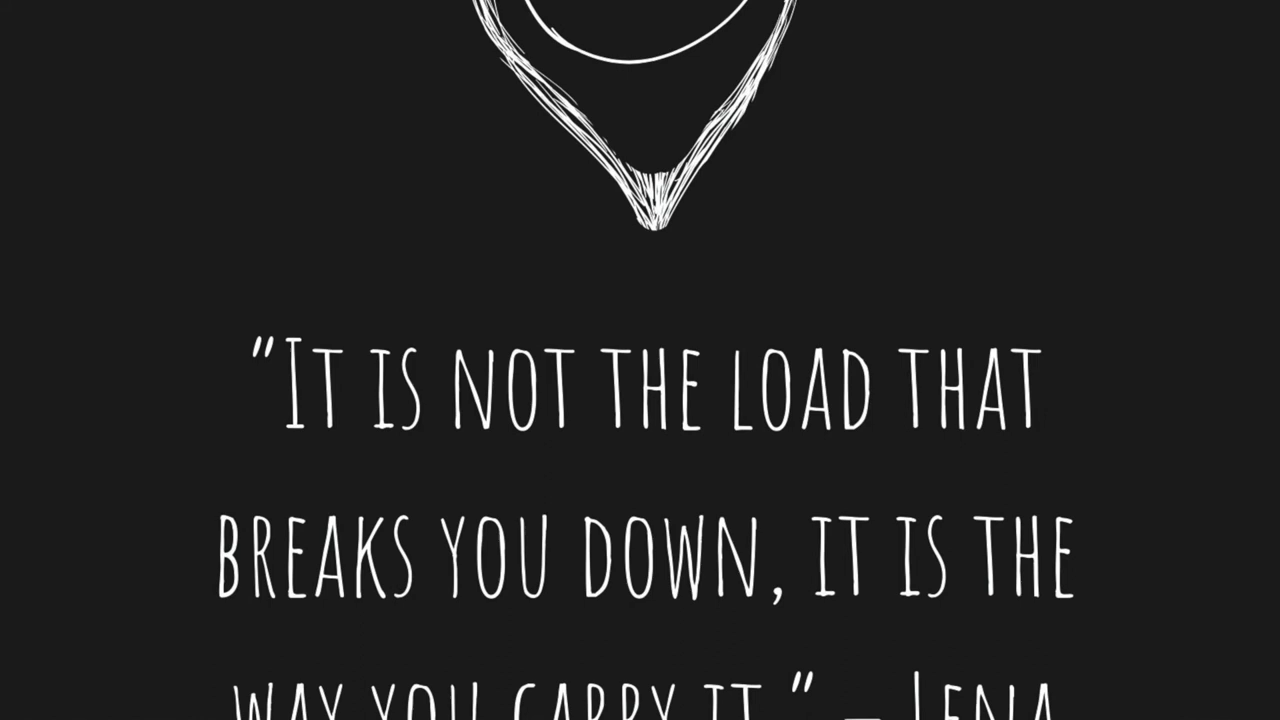 "It is not the load that
breaks you down, it is the
way you carry it." – Lena